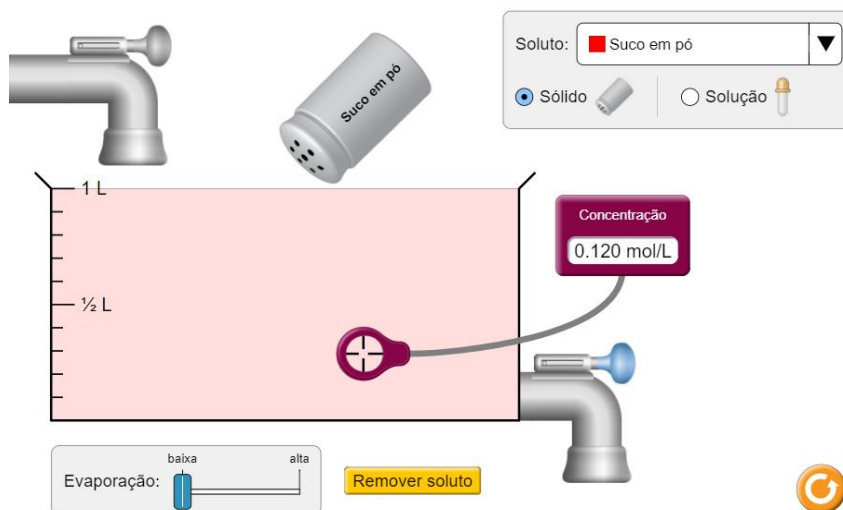 Soluto: Suco em pó
Sólido Solução
Suco em pó
1 L
Concentração
0.120 mol/L
½ L
baixa alta
Evaporação:
Remover soluto